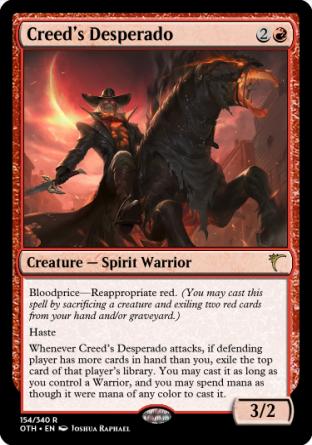 Creed's Desperado 2
Creature — Spirit Warrior
Bloodprice—Reappropriate red. (You may cast this
spell by sacrificing a creature and exiling two red cards
from your hand and/or graveyard.)
Haste
Whenever Creed's Desperado attacks, if defending
player has more cards in hand than you, exile the top
card of that player's library. You may cast it as long as
you control a Warrior, and you may spend mana as
though it were mana of any color to cast it.
3/2
154/340 R
OTH • EN Joshua Raphael